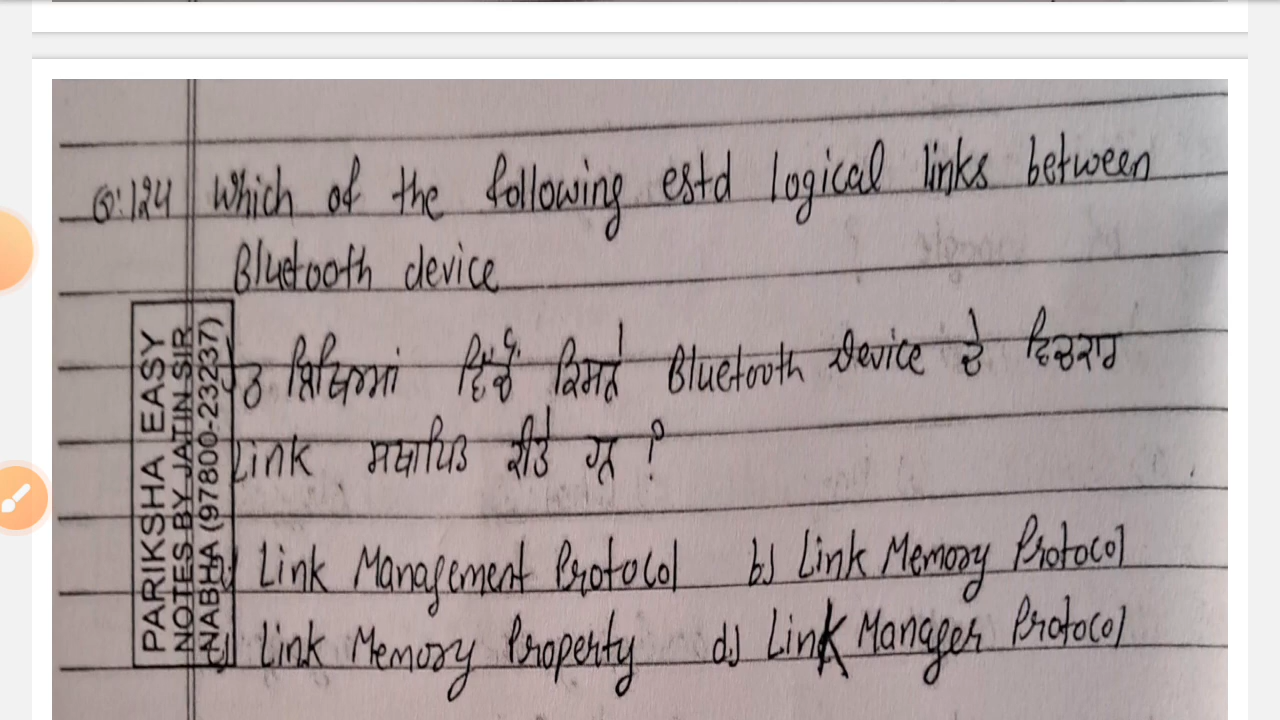 Q:124 Which of the following estd logical links between
Bluetooth device
ਵਿੱਚੋਂ ਕਿਸਨੇ Bluetooth Device ਦੇ ਵਿਚਕਾਰ
Link ਸਥਾਪਿਤ ਕੀਤੇ ਹਨ ?
a) Link Management Protocol b) Link Memory Protocol
c) Link Memory Property d) Link Manager Protocol
PARIKSHA EASY
NOTES BY JATIN SIR
NABHA (97800-23237)